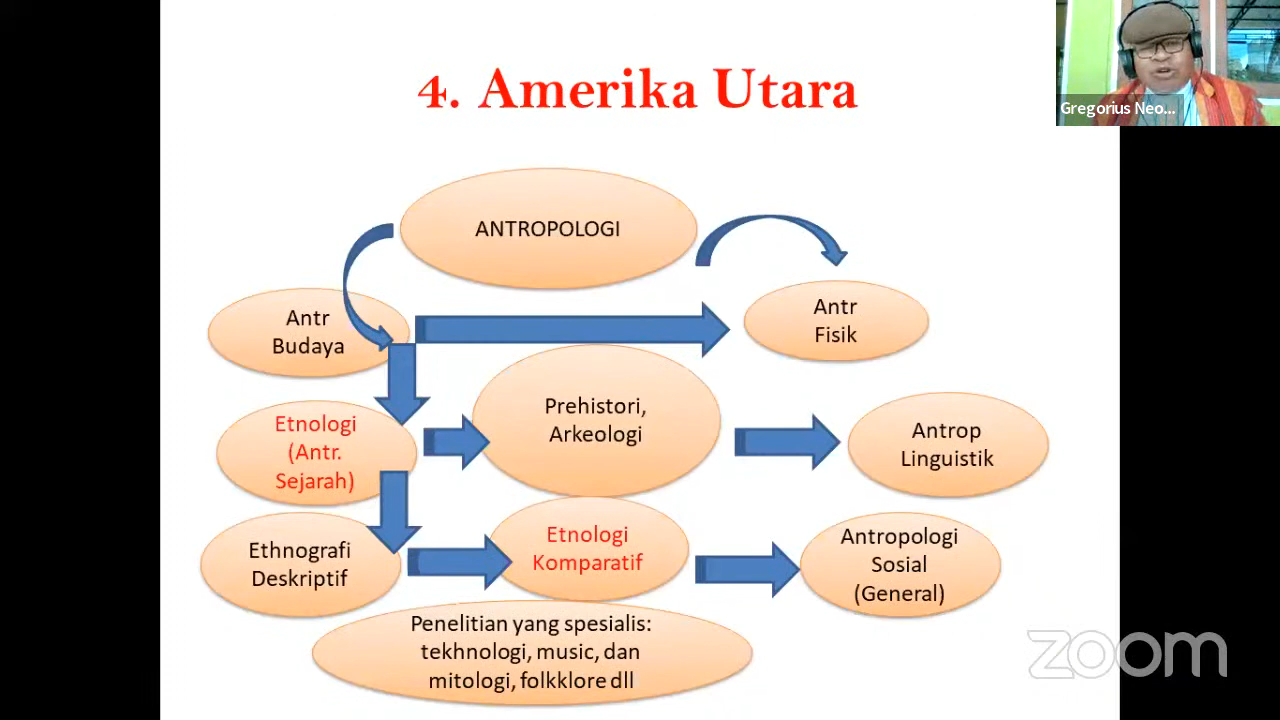 4. Amerika Utara
Gregorius Neo...
ANTROPOLOGI
Antr
Budaya
Antr
Fisik
Etnologi
(Antr.
Sejarah)
Prehistori,
Arkeologi
Antrop
Linguistik
Ethnografi
Deskriptif
Etnologi
Komparatif
Antropologi
Sosial
(General)
Penelitian yang spesialis:
tekhnologi, music, dan
mitologi, folkklore dll
zoom